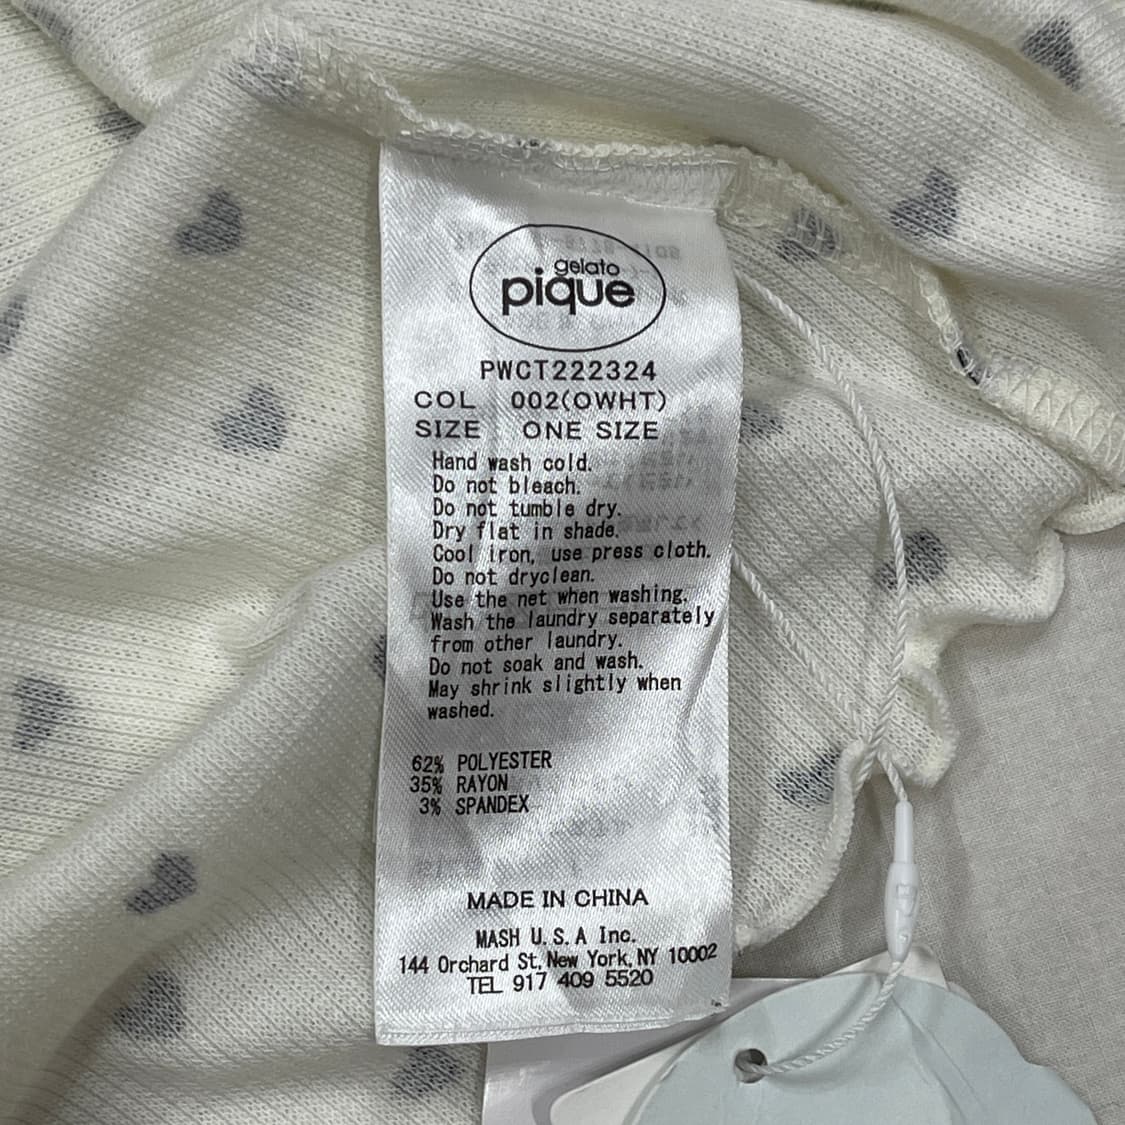 gelato
pique
PWCT222324
COL 002(OWHT)
SIZE ONE SIZE
Hand wash cold.
Do not bleach.
Do not tumble dry.
Dry flat in shade.
Cool iron, use press cloth.
Do not dryclean.
Use the net when washing.
Wash the laundry separately
from other laundry.
Do not soak and wash.
May shrink slightly when
washed.
62% POLYESTER
35% RAYON
3% SPANDEX
MADE IN CHINA
MASH U.S.A Inc.
144 Orchard St, New York, NY 10002
TEL 917 409 5520